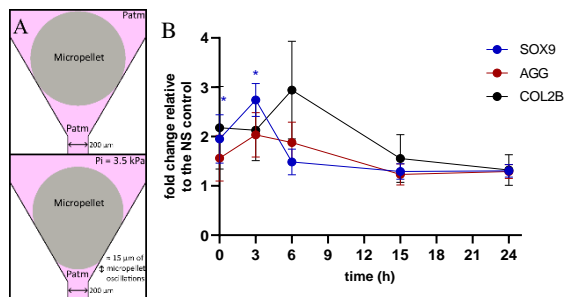 A
Patm
Micropellet
Patm
200 um
Pi = 3.5 kPa
Micropellet
≈ 15 µm of
micropellet
oscillations
Patm
200 um
B
fold change relative
to the NS control
4
3
2
1
0
*
*
0 3 6 9 12 15 18 21 24
time (h)
SOX9
AGG
COL2B